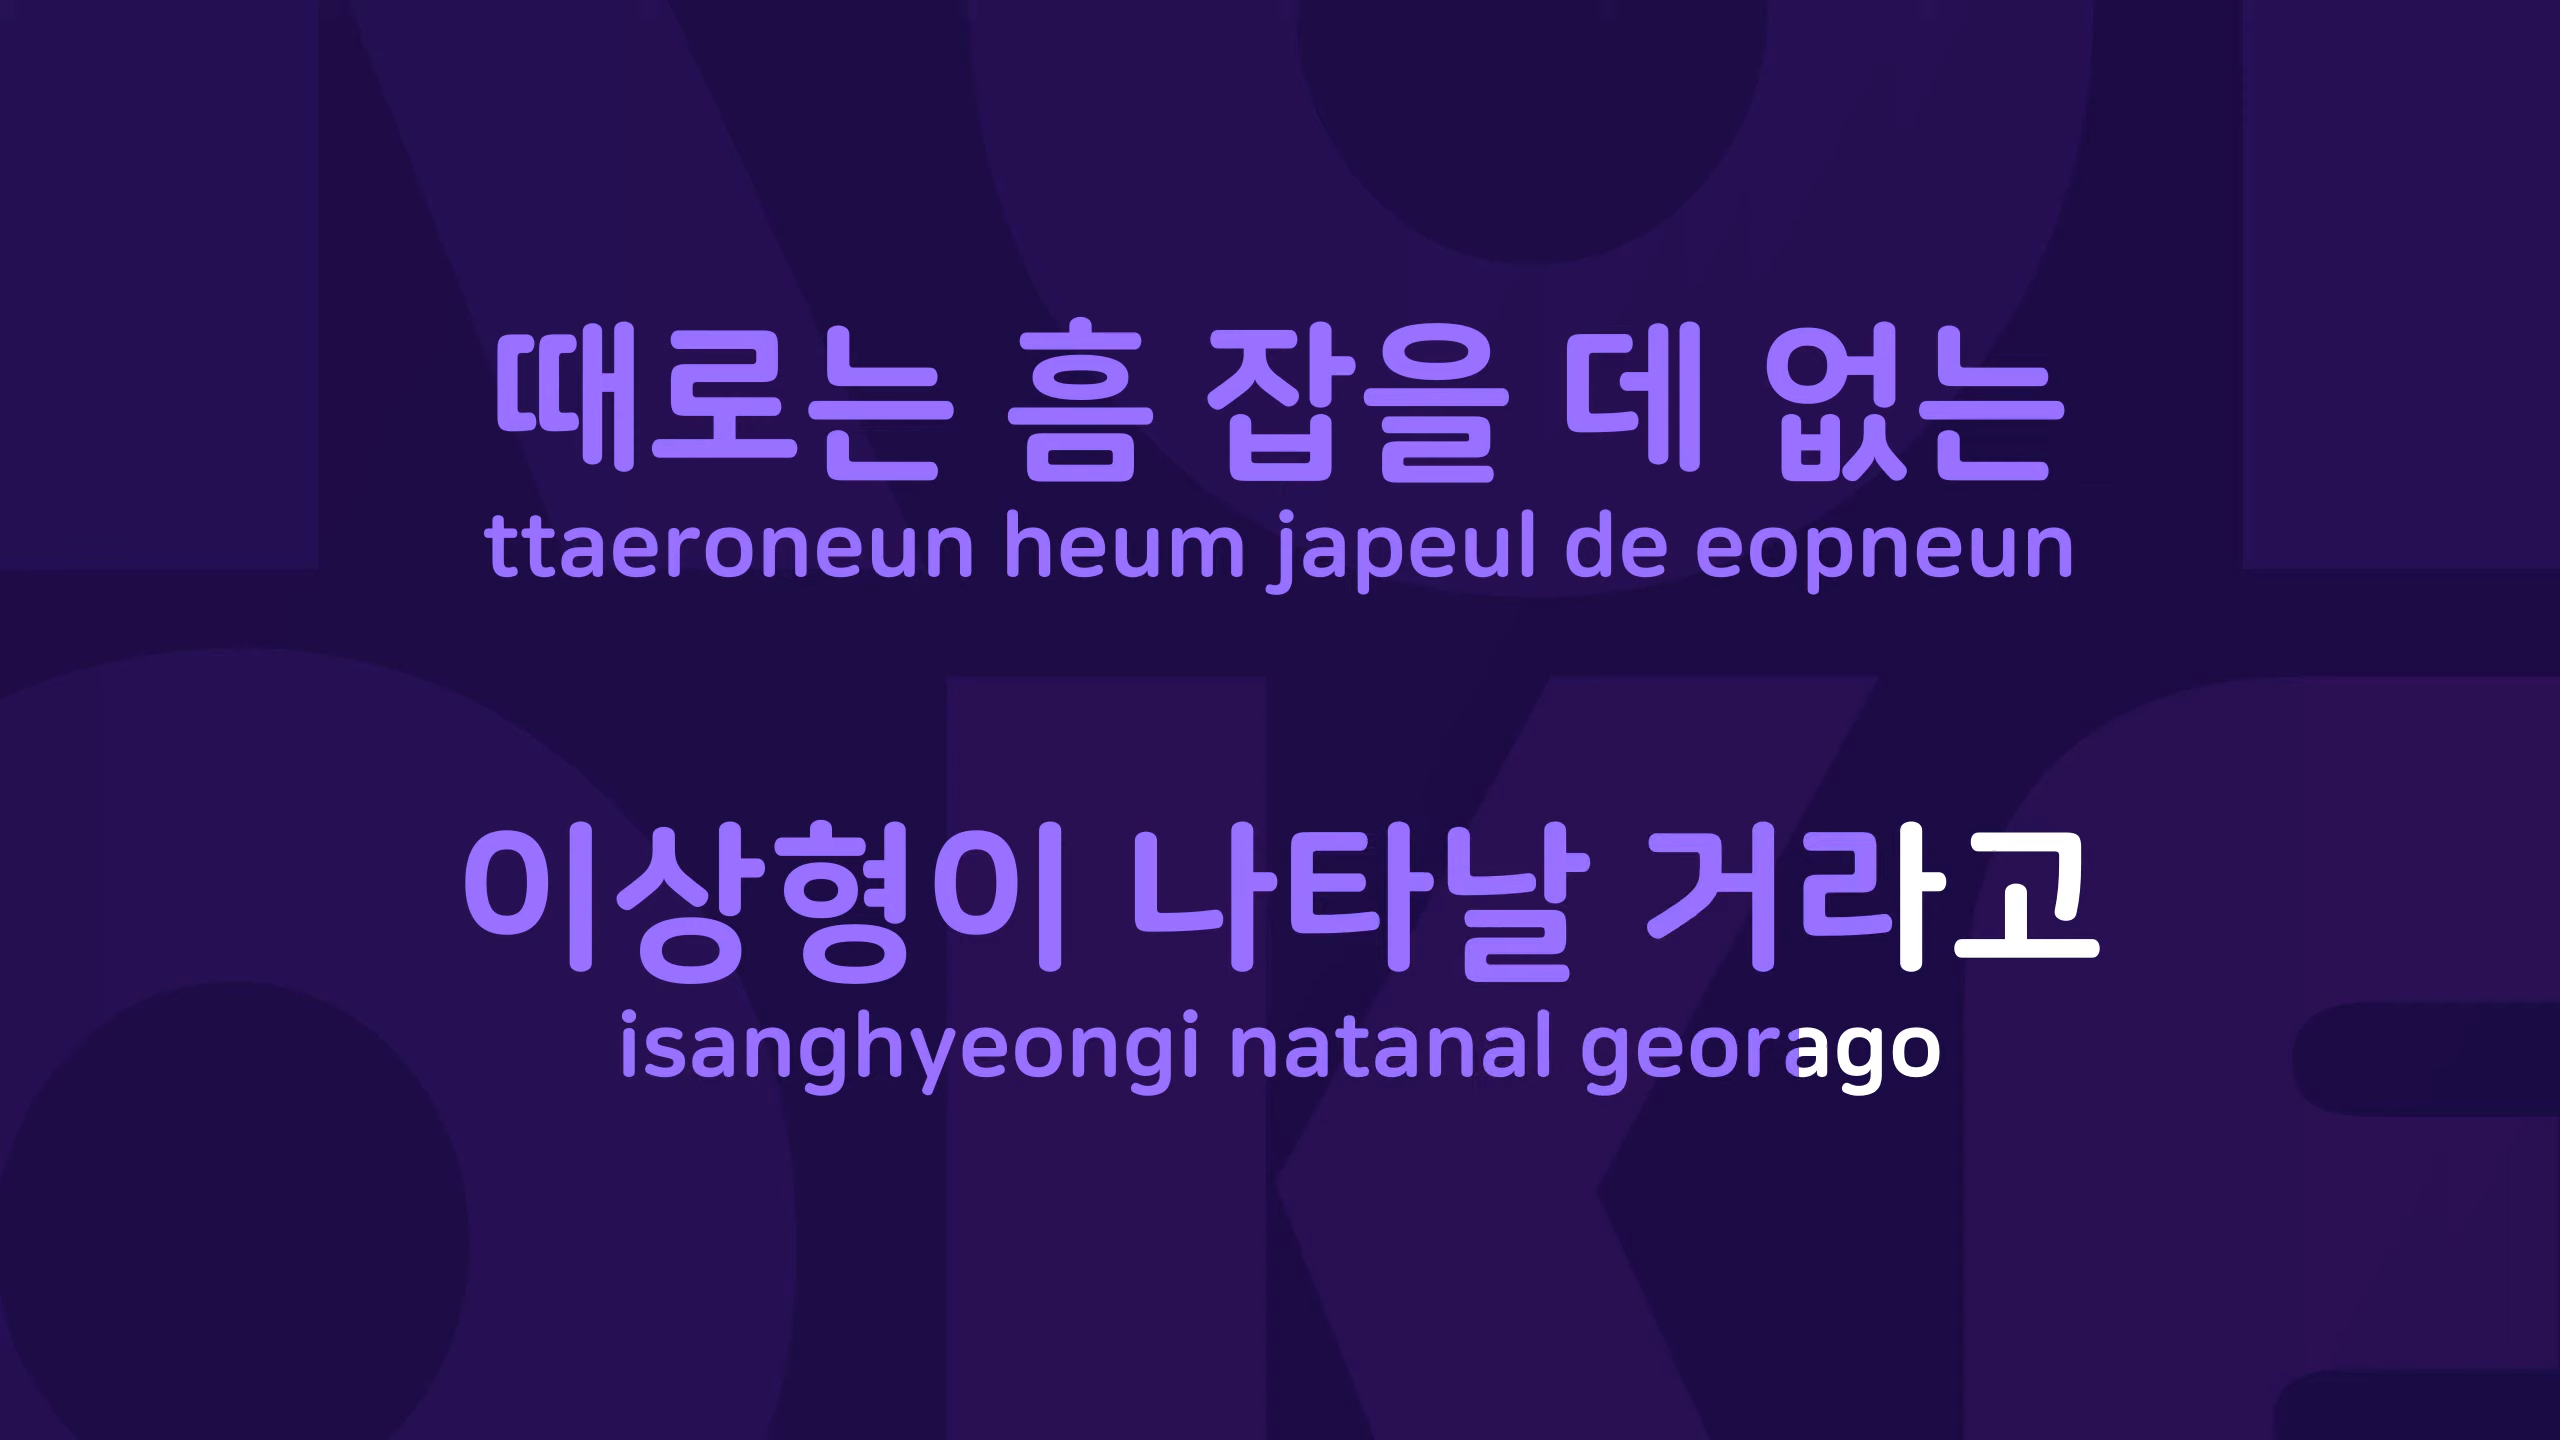 때로는 흠 잡을 데 없는
ttaeroneun heum japeul de eopneun
이상형이 나타날 거라고
isanghyeongi natanal georago